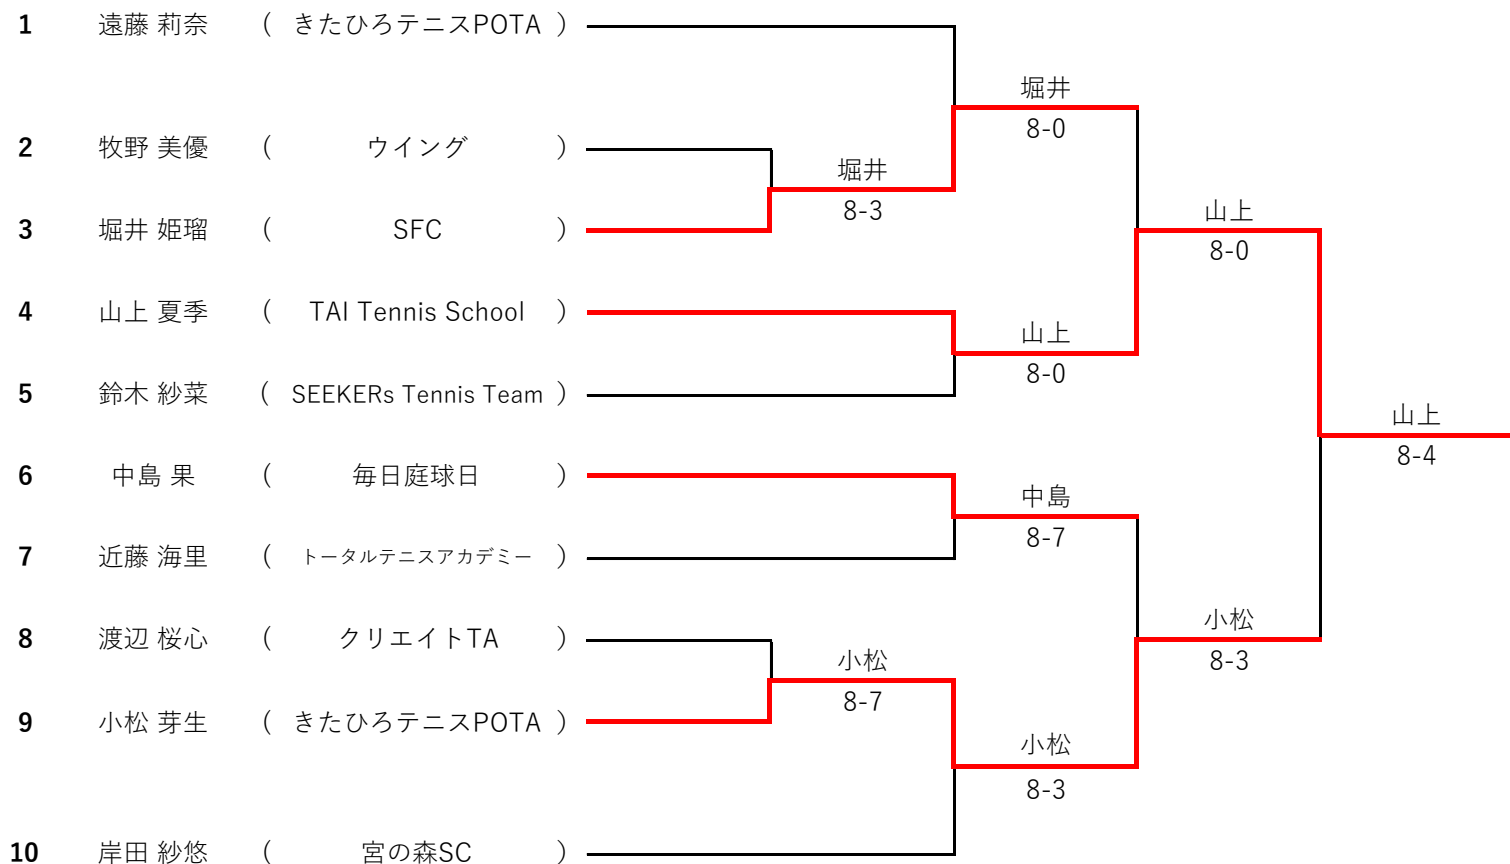 1 遠藤 莉奈 ( きたひろテニスPOTA )
堀井
8-0
2 牧野 美優 ( ウイング )
堀井
8-3
3 堀井 姫瑠 ( SFC )
山上
8-0
4 山上 夏季 ( TAI Tennis School )
山上
8-0
5 鈴木 紗菜 ( SEEKERs Tennis Team )
山上
8-4
6 中島 果 ( 毎日庭球日 )
中島
8-7
7 近藤 海里 ( トータルテニスアカデミー )
小松
8-3
8 渡辺 桜心 ( クリエイトTA )
小松
8-7
9 小松 芽生 ( きたひろテニスPOTA )
小松
8-3
10 岸田 紗悠 ( 宮の森SC )